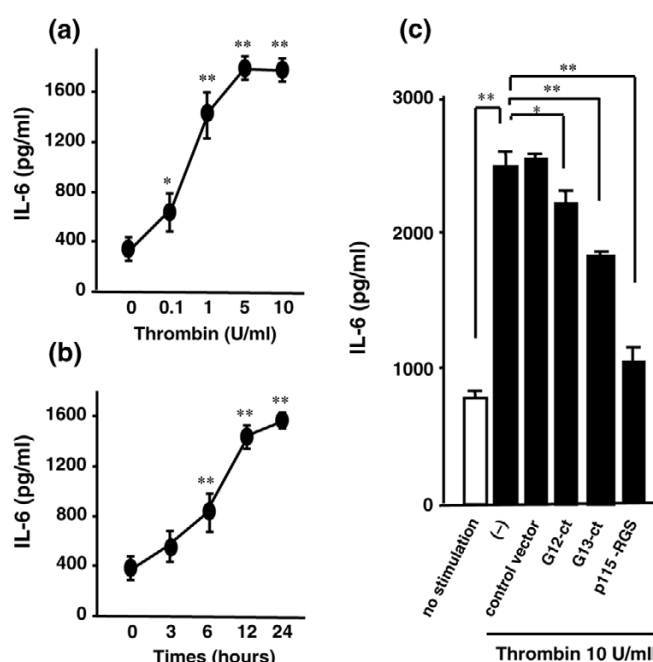 (a)
IL-6 (pg/ml)
1600
1200
800
400
0
*
**
**
**
0 0.1 1 5 10
Thrombin (U/ml)
(b)
IL-6 (pg/ml)
1600
1200
800
400
0
**
**
**
0 3 6 12 24
Times (hours)
(c)
IL-6 (pg/ml)
3000
2000
1000
0
**
**
**
*
no stimulation
(−)
control vector
G12-ct
G13-ct
p115-RGS
Thrombin 10 U/ml